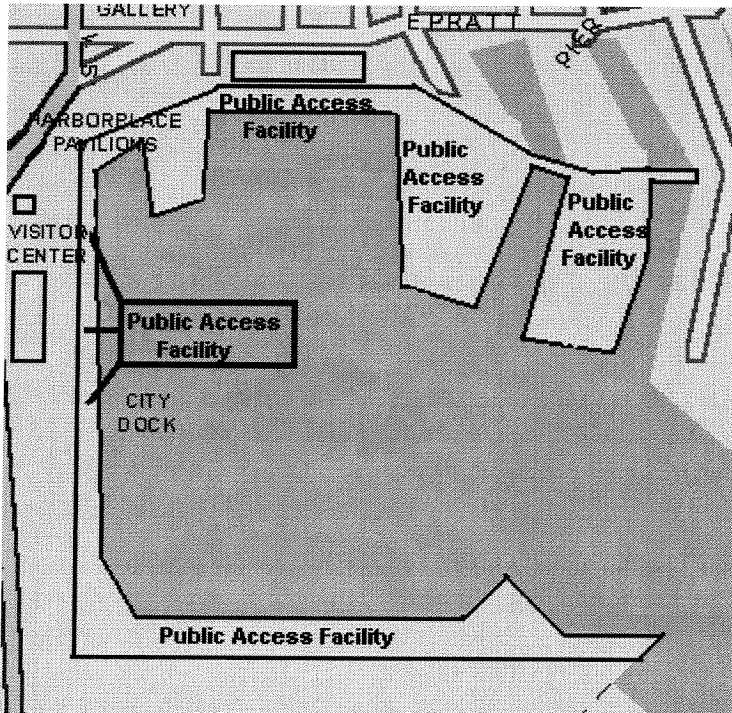 GALLERY
E PRATT
PIER
Public Access
Facility
HARBORPLACE
PAVILIONS
Public
Access
Facility
Public
Access
Facility
VISITOR
CENTER
Public Access
Facility
CITY
DOCK
Public Access Facility